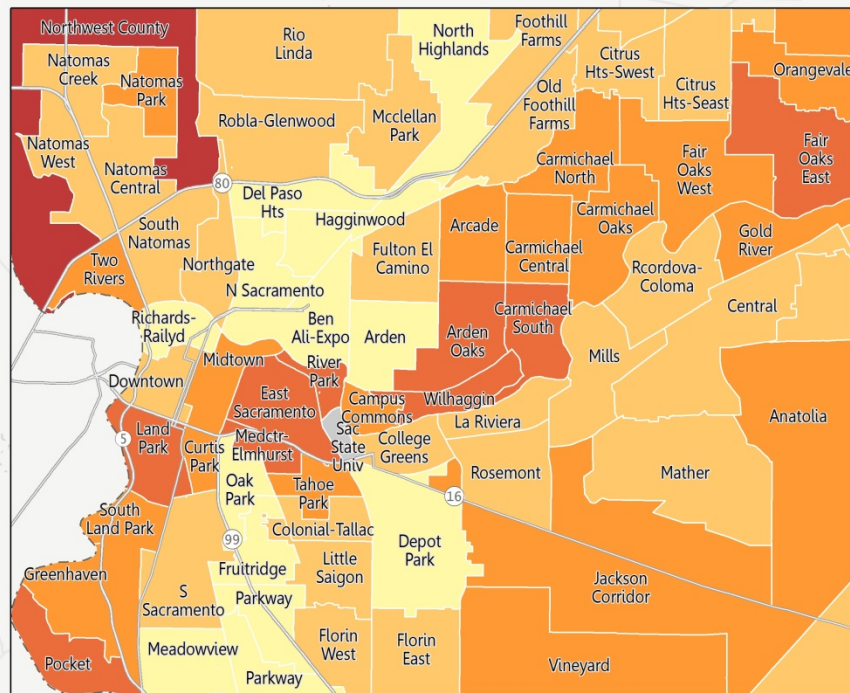 Northwest County
Natomas
Creek
Natomas
Park
Rio
Linda
North
Highlands
Foothill
Farms
Citrus
Hts-Swest
Citrus
Hts-Seast
Orangevale
Robla-Glenwood
Mcclellan
Park
Old
Foothill
Farms
Natomas
West
Natomas
Central
80
Del Paso
Hts
Hagginwood
Carmichael
North
Fair
Oaks
West
Fair
Oaks
East
South
Natomas
Two
Rivers
Northgate
Fulton El
Camino
Arcade
Carmichael
Central
Carmichael
Oaks
Gold
River
Rcordova-
Coloma
N Sacramento
Richards-
Railyd
Ben
Ali-Expo
Arden
Arden
Oaks
Carmichael
South
Central
Mills
Downtown
Midtown
River
Park
East
Sacramento
Campus
Commons
Wilhaggin
La Riviera
Anatolia
5
Land
Park
Curtis
Park
Medctr-
Elmhurst
Sac
State
Univ
College
Greens
Rosemont
Mather
Oak
Park
Tahoe
Park
16
South
Land Park
99
Colonial-Tallac
Depot
Park
Greenhaven
S
Sacramento
Fruitridge
Little
Saigon
Jackson
Corridor
Parkway
Pocket
Meadowview
Parkway
Florin
West
Florin
East
Vineyard